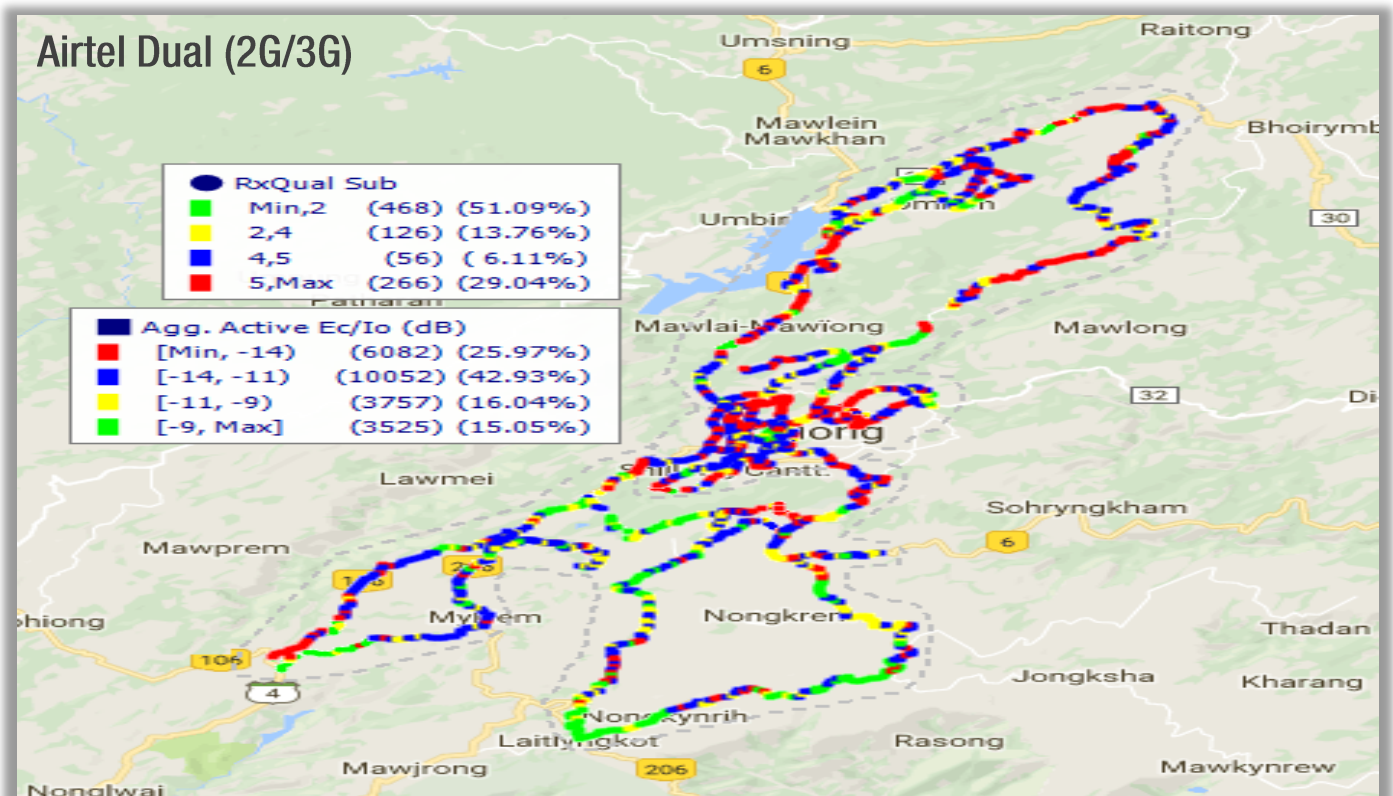 Airtel Dual (2G/3G)
Umsning
Raitong
6
Mawlein
Mawkhan
Bhoirymb
RxQual Sub
Min,2 (468) (51.09%)
2,4 (126) (13.76%)
4,5 (56) ( 6.11%)
5,Max (266) (29.04%)
Umbir
30
Agg. Active Ec/Io (dB)
[Min, -14) (6082) (25.97%)
[-14, -11) (10052) (42.93%)
[-11, -9) (3757) (16.04%)
[-9, Max] (3525) (15.05%)
Mawlai-Mawïong
Mawlong
32
Di
Lawmei
Sohryngkham
6
Mawprem
Nongkren
Thadan
106
4
Jongksha
Kharang
Laitlyngkot
Rasong
Mawjrong
206
Mawkynrew
Nonglwai